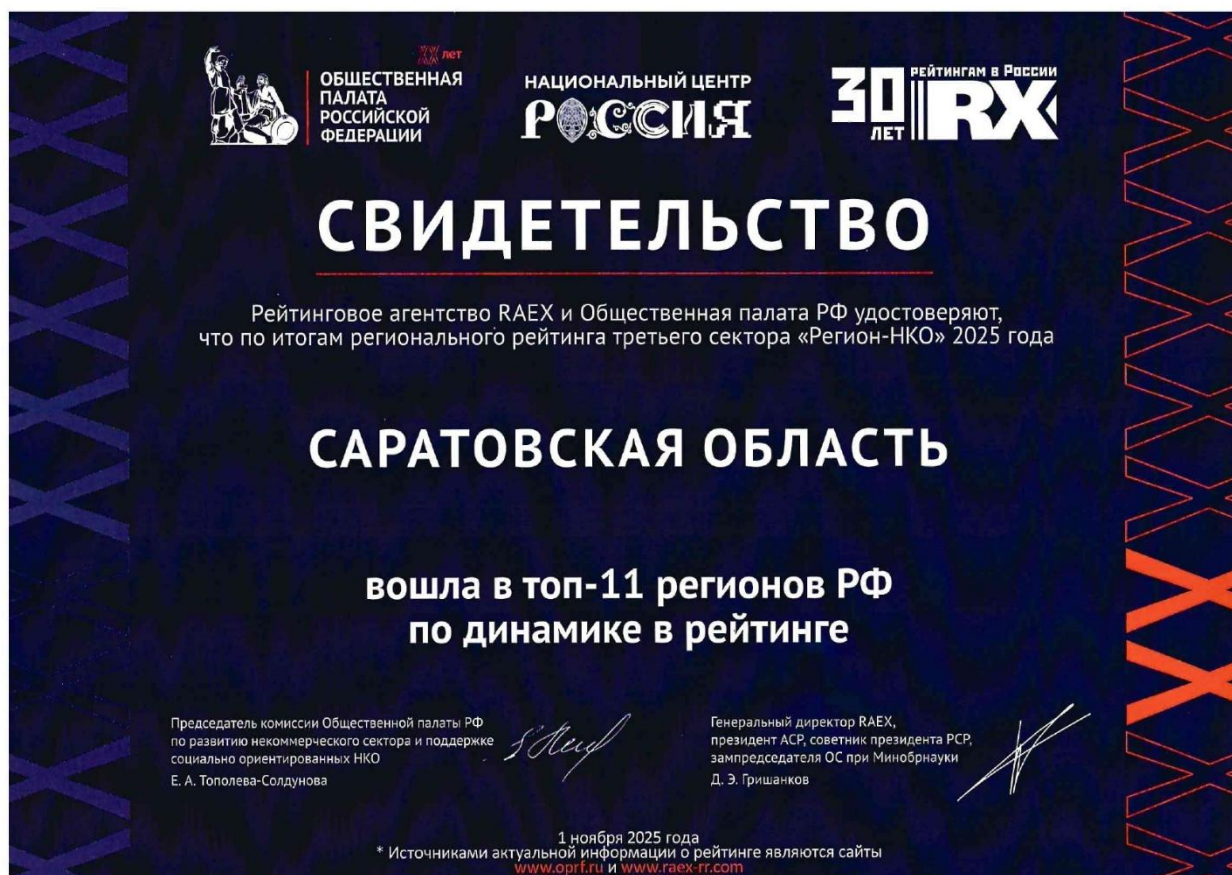 XX лет
ОБЩЕСТВЕННАЯ
ПАЛАТА
РОССИЙСКОЙ
ФЕДЕРАЦИИ
НАЦИОНАЛЬНЫЙ ЦЕНТР
РОССИЯ
30
ЛЕТ
РЕЙТИНГАМ В РОССИИ
RX
СВИДЕТЕЛЬСТВО
Рейтинговое агентство RAEX и Общественная палата РФ удостоверяют,
что по итогам регионального рейтинга третьего сектора «Регион-НКО» 2025 года
САРАТОВСКАЯ ОБЛАСТЬ
вошла в топ-11 регионов РФ
по динамике в рейтинге
Председатель комиссии Общественной палаты РФ
по развитию некоммерческого сектора и поддержке
социально ориентированных НКО
Е. А. Тополева-Солдунова
Генеральный директор RAEX,
президент АСР, советник президента РСР,
зампредседателя ОС при Минобрнауки
Д. Э. Гришанков
1 ноября 2025 года
* Источниками актуальной информации о рейтинге являются сайты
www.oprf.ru и www.raex-rr.com